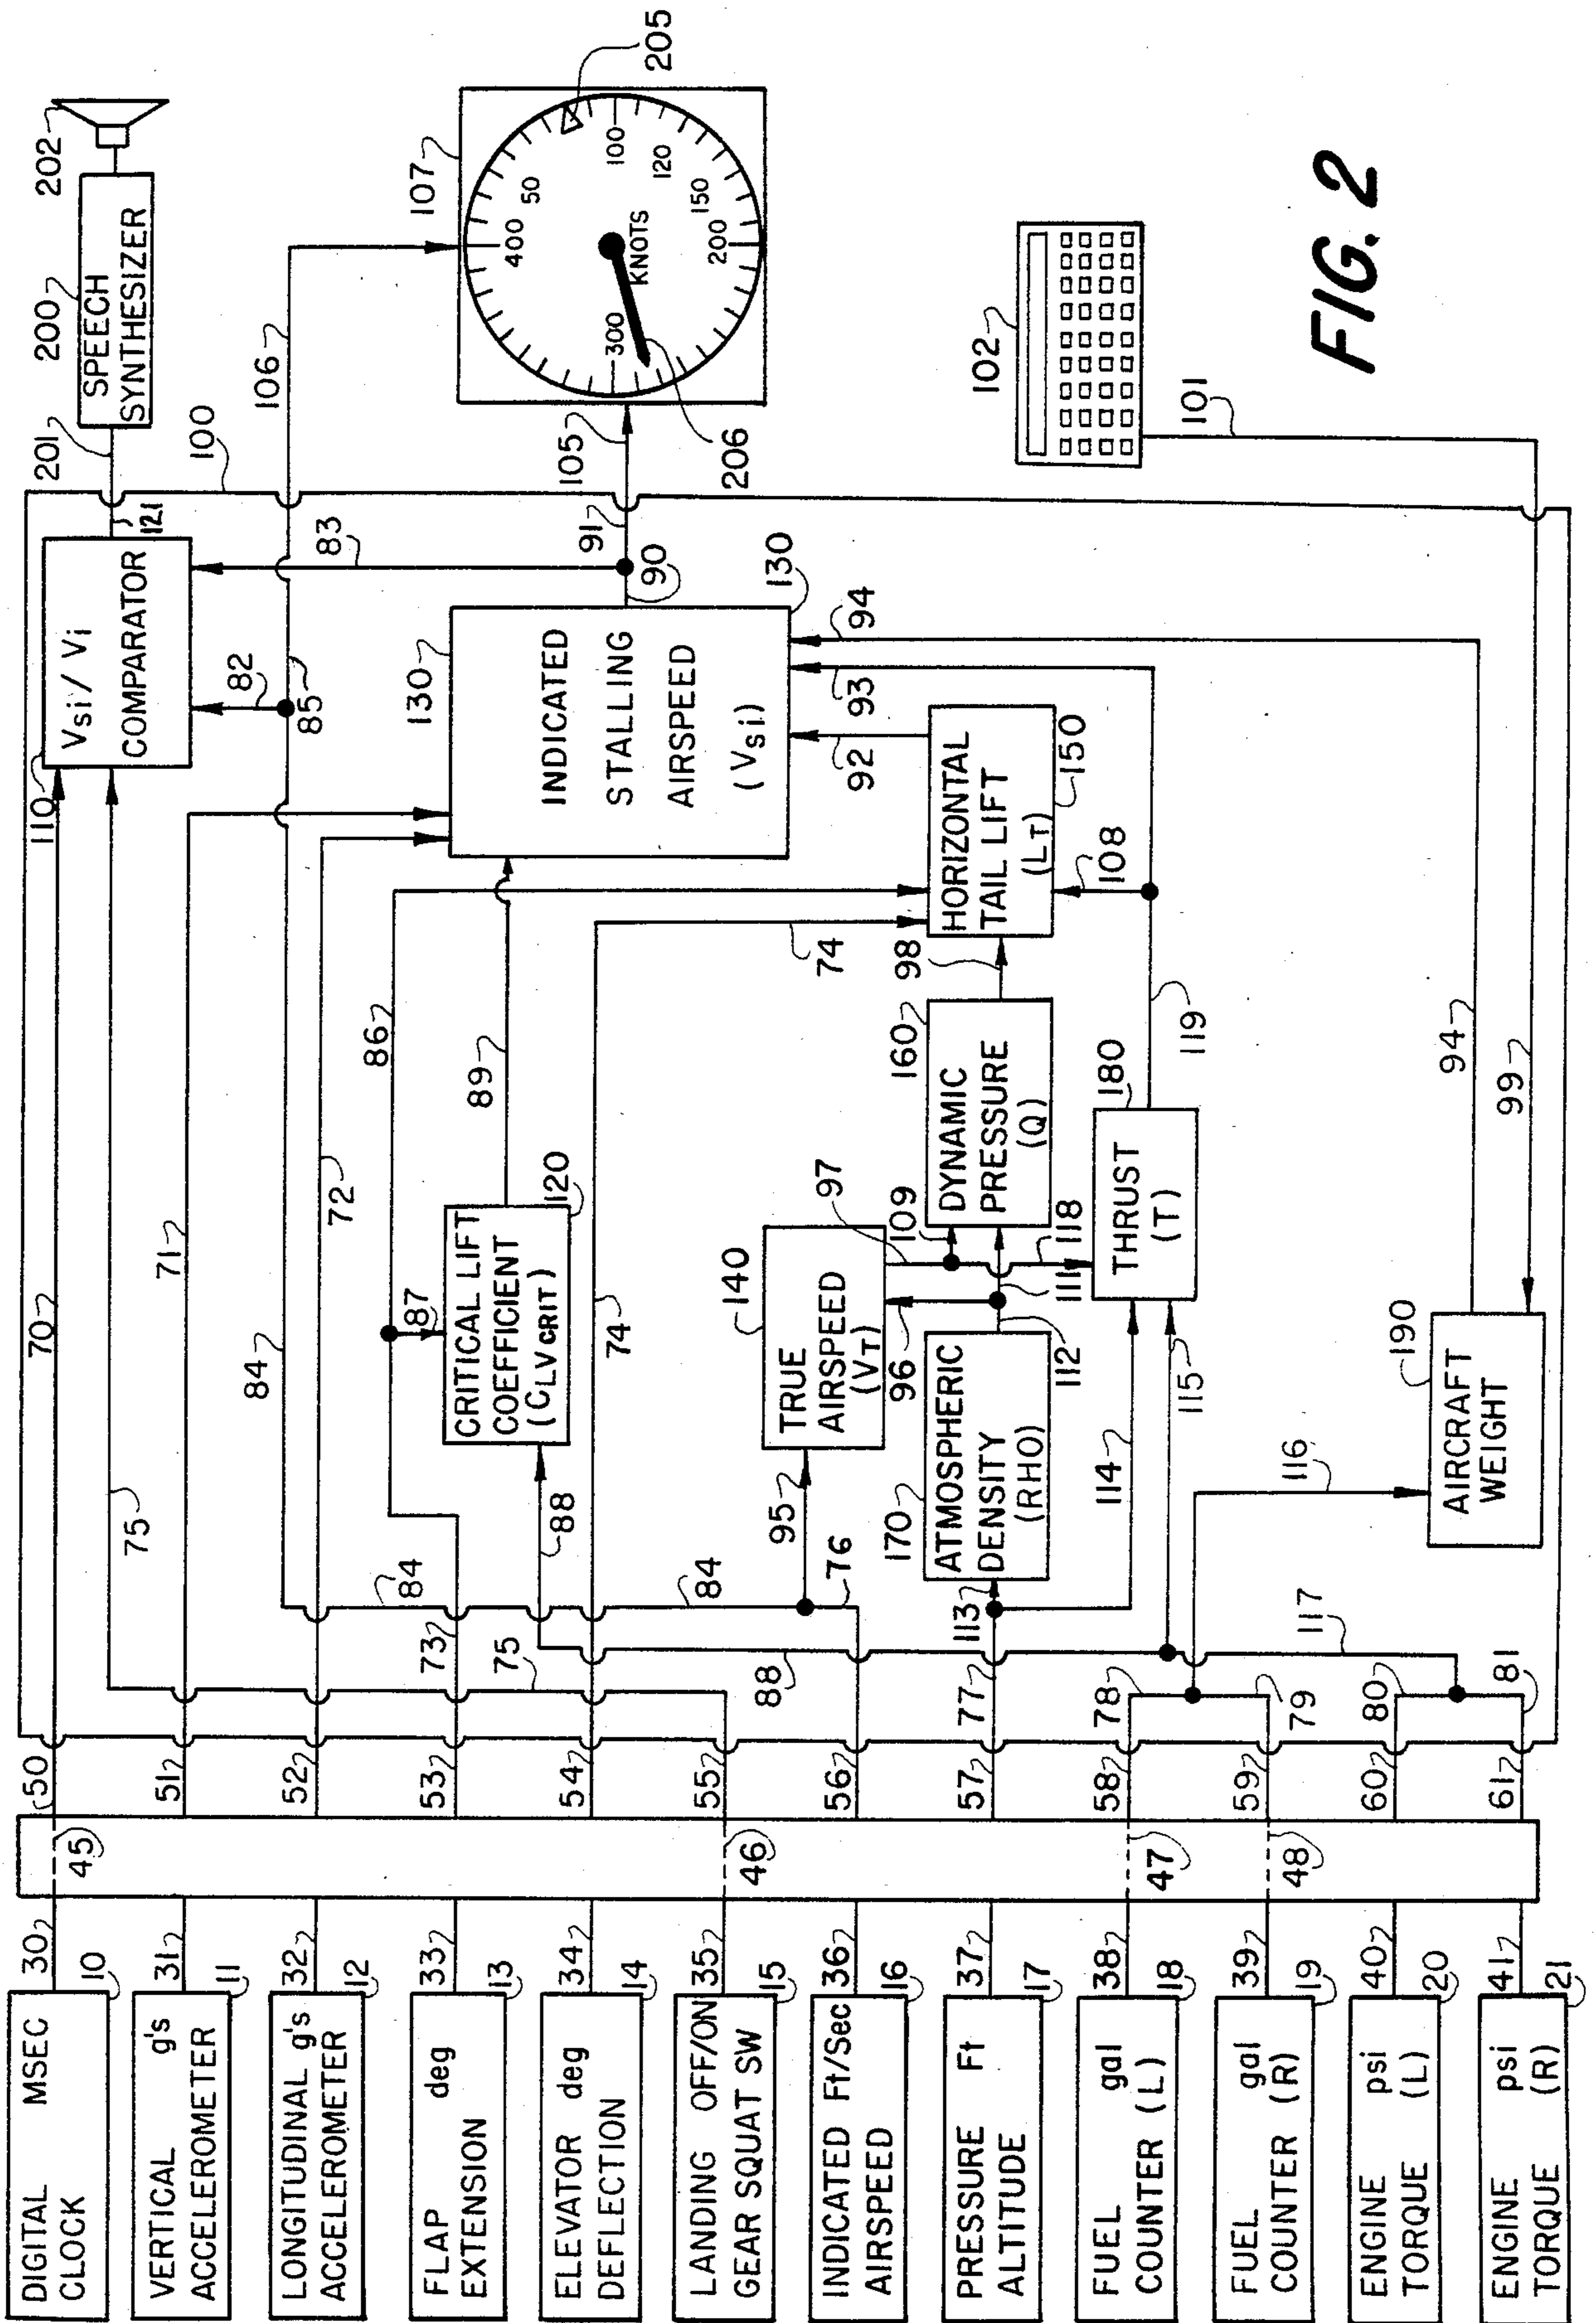 DIGITAL MSEC
CLOCK
10
30
VERTICAL g's
ACCELEROMETER
11
31
LONGITUDINAL g's
ACCELEROMETER
12
32
FLAP deg
EXTENSION
13
33
ELEVATOR deg
DEFLECTION
14
34
LANDING OFF/ON
GEAR SQUAT SW
15
35
INDICATED Ft/Sec
AIRSPEED
16
36
PRESSURE Ft
ALTITUDE
17
37
FUEL gal
COUNTER (L)
18
38
FUEL gal
COUNTER (R)
19
39
ENGINE psi
TORQUE (L)
20
40
ENGINE psi
TORQUE (R)
21
41
45
46
47
48
50
51
52
53
54
55
56
57
58
59
60
61
70
75
71
84
72
84
73
75
74
84
76
88
88
77
113
78
79
80
81
117
116
114
115
95
86
87
89
CRITICAL LIFT
COEFFICIENT
(CLVCRIT)
120
74
74
140
TRUE
AIRSPEED
(VT)
96
97
109
170
ATMOSPHERIC
DENSITY
(RHO)
112
111
118
160
DYNAMIC
PRESSURE
(Q)
98
THRUST
(T)
180
119
108
HORIZONTAL
TAIL LIFT
(LT)
150
92
93
94
94
AIRCRAFT
WEIGHT
190
99
130
INDICATED
STALLING
AIRSPEED
(Vsi)
130
90
91
83
82
85
110
Vsi/Vi
COMPARATOR
121
100
201
SPEECH
SYNTHESIZER
200
202
106
105
107
400
50
100
120
150
200
300
KNOTS
205
206
102
101
FIG. 2